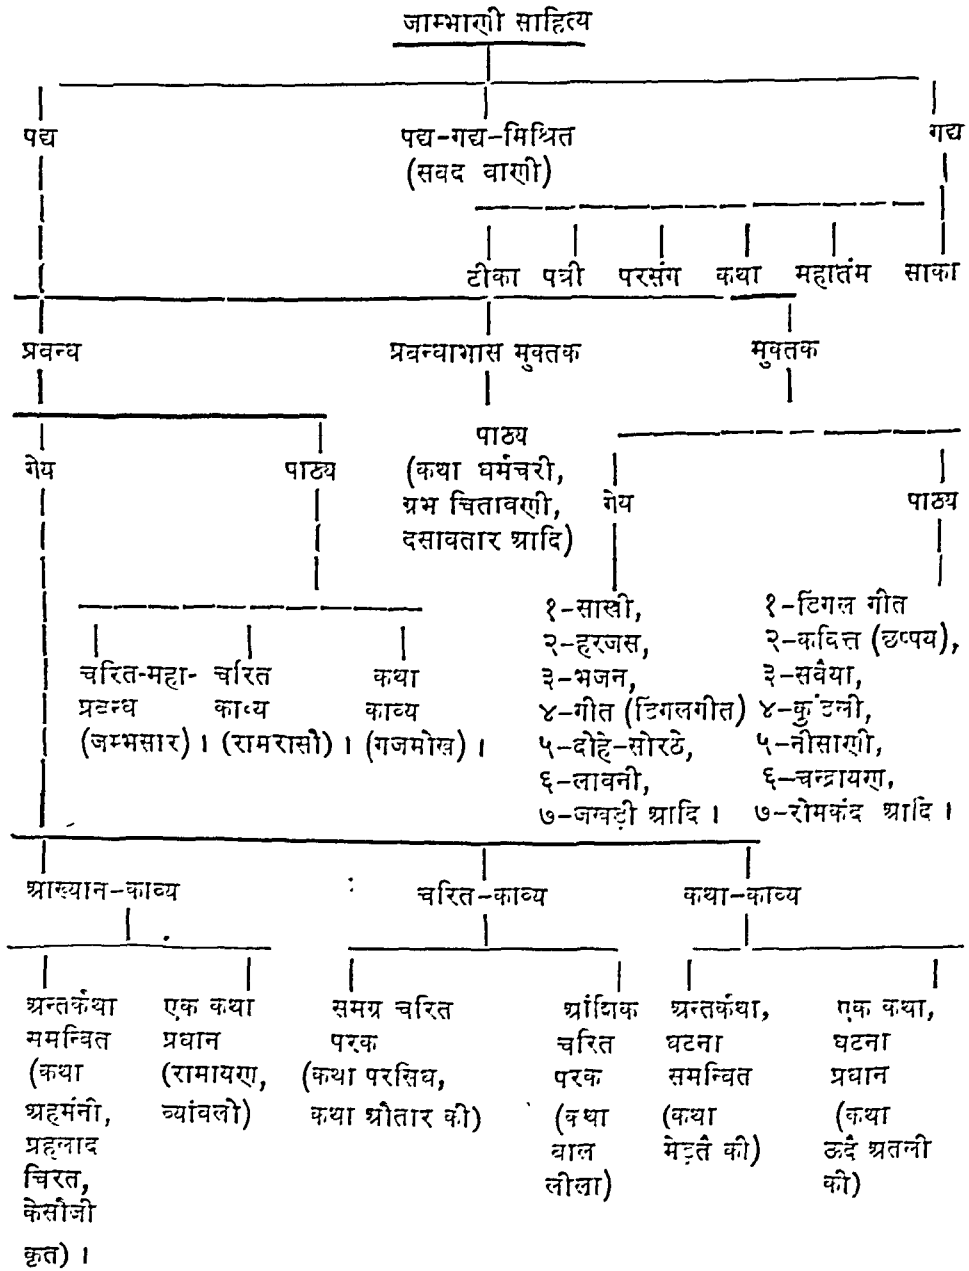 जाम्भाणी साहित्य
पद्य पद्य-गद्य-मिश्रित गद्य
(सवद वाणी)
टीका पत्री परसंग कथा महातंम साका
प्रबन्ध प्रबन्धाभास मुक्तक मुक्तक
गेय पाठ्य
पाठ्य
(कथा धर्मचरी,
ग्रभ चितावणी,
दसावतार आदि)
गेय पाठ्य
चरित-महा-
प्रबन्ध
(जम्भसार) ।
चरित
काव्य
(रामरासौ) ।
कथा
काव्य
(गजमोख) ।
१-साखी,
२-हरजस,
३-भजन,
४-गीत (डिंगलगीत)
५-दोहे-सोरठे,
६-लावनी,
७-जखड़ी आदि ।
१-डिंगल गीत
२-कवित्त (छप्पय),
३-सवैया,
४-कुंडली,
५-नीसाणी,
६-चन्द्रायण,
७-रोमकंद आदि ।
आख्यान-काव्य चरित-काव्य कथा-काव्य
अन्तर्कथा
समन्वित
(कथा
अहमंनी,
प्रहलाद
चिरत,
केसौजी
कृत) ।
एक कथा
प्रधान
(रामायण,
व्यांवलो)
समग्र चरित
परक
(कथा परसिध,
कथा औतार की)
आंशिक
चरित
परक
(कथा
बाल
लीला)
अन्तर्कथा,
घटना
समन्वित
(कथा
मेड़तै की)
एक कथा,
घटना
प्रधान
(कथा
ऊदै अतली
की)